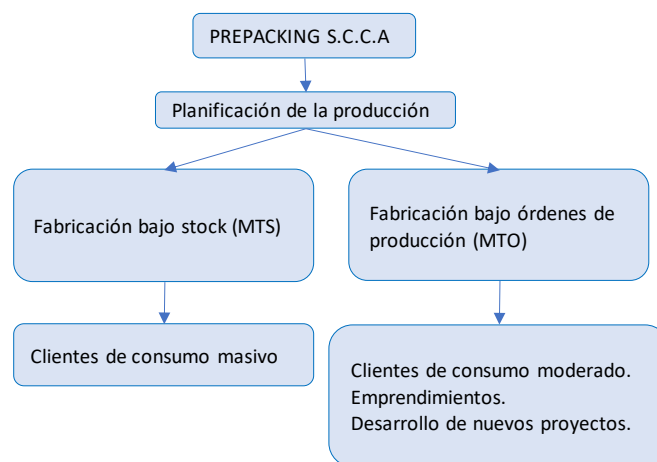 PREPACKING S.C.C.A
Planificación de la producción
Fabricación bajo stock (MTS)
Fabricación bajo órdenes de
producción (MTO)
Clientes de consumo masivo
Clientes de consumo moderado.
Emprendimientos.
Desarrollo de nuevos proyectos.